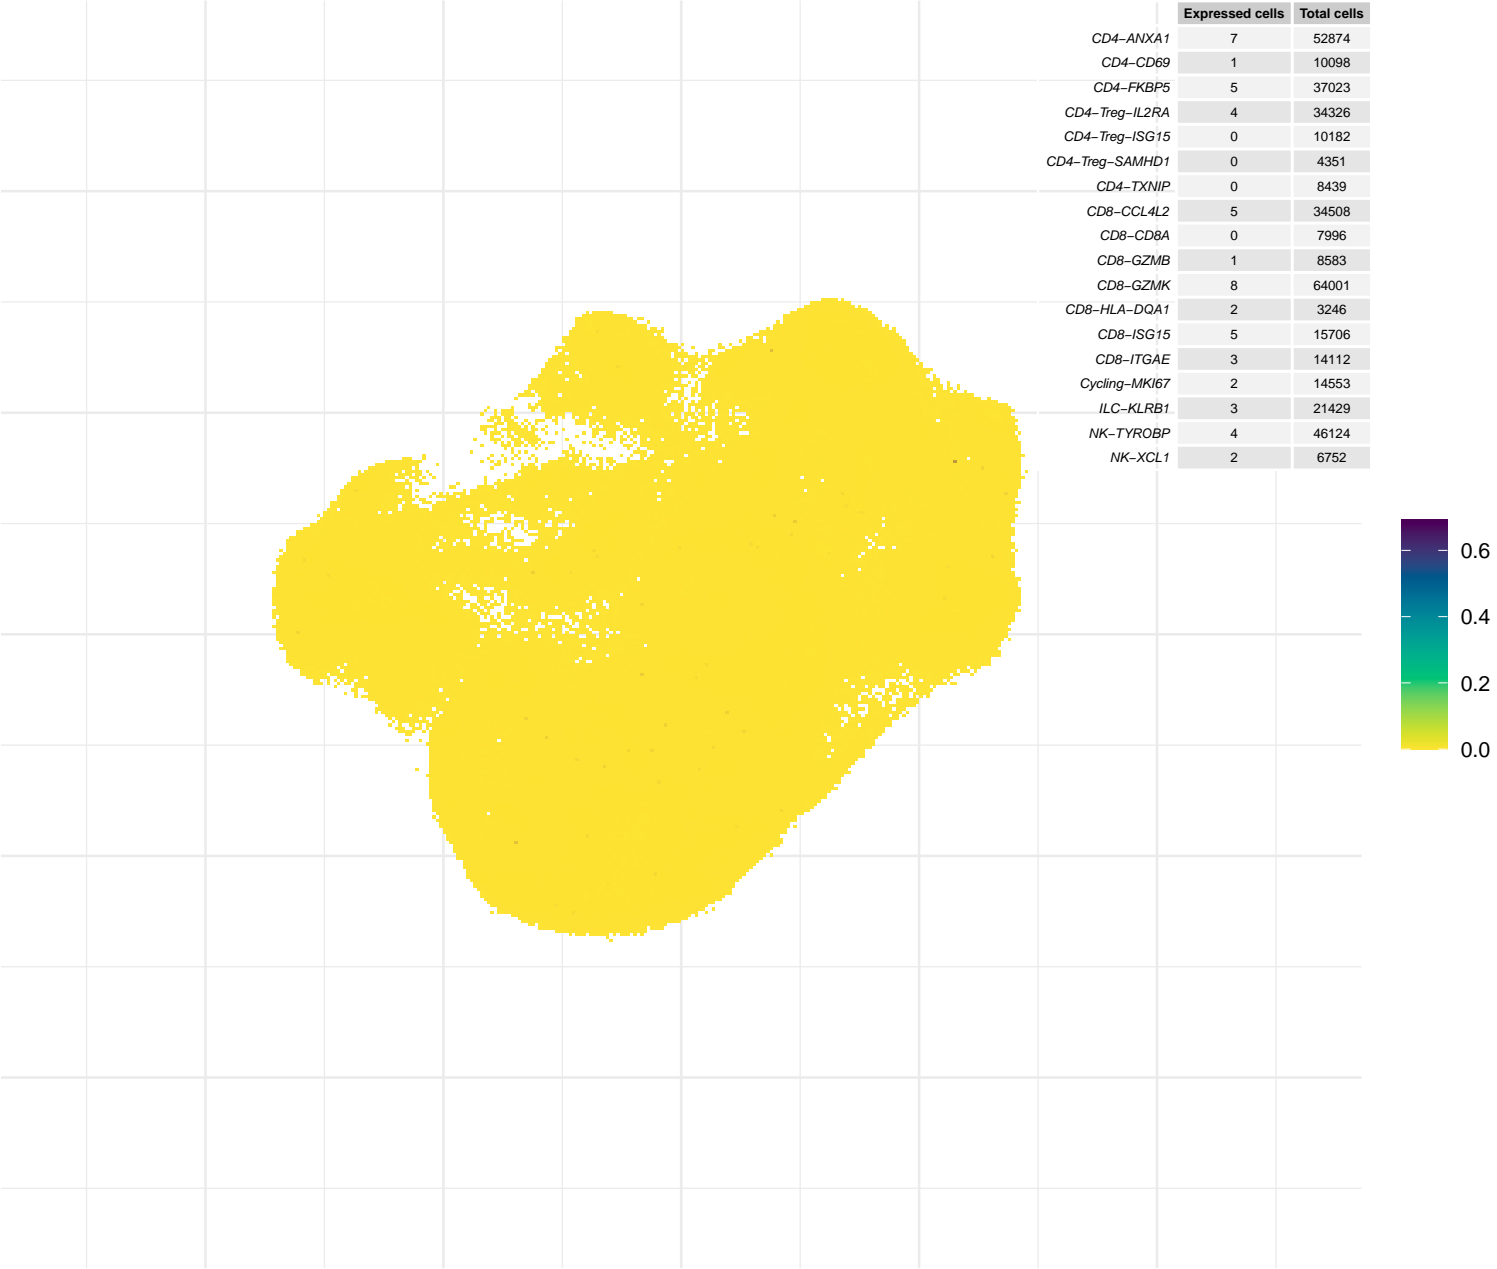 Expressed cells Total cells
CD4−ANXA1 7 52874
CD4−CD69 1 10098
CD4−FKBP5 5 37023
CD4−Treg−IL2RA 4 34326
CD4−Treg−ISG15 0 10182
CD4−Treg−SAMHD1 0 4351
CD4−TXNIP 0 8439
CD8−CCL4L2 5 34508
CD8−CD8A 0 7996
CD8−GZMB 1 8583
CD8−GZMK 8 64001
CD8−HLA−DQA1 2 3246
CD8−ISG15 5 15706
CD8−ITGAE 3 14112
Cycling−MKI67 2 14553
ILC−KLRB1 3 21429
NK−TYROBP 4 46124
NK−XCL1 2 6752
0.6
0.4
0.2
0.0